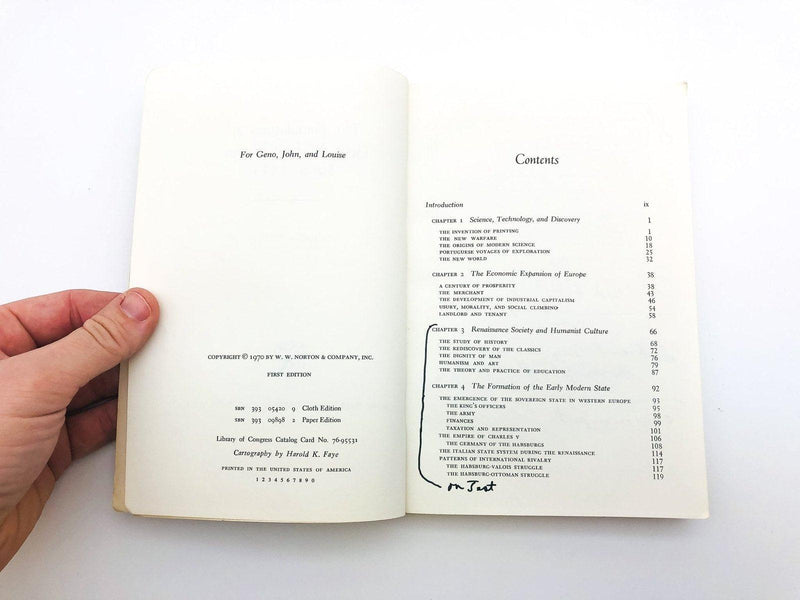 For Geno, John, and Louise
COPYRIGHT © 1970 BY W. W. NORTON & COMPANY, INC.
FIRST EDITION
SBN 393 05420 9 Cloth Edition
SBN 393 09898 2 Paper Edition
Library of Congress Catalog Card No. 76-95531
Cartography by Harold K. Faye
PRINTED IN THE UNITED STATES OF AMERICA
1 2 3 4 5 6 7 8 9 0
Contents
Introduction ix
CHAPTER 1 Science, Technology, and Discovery 1
THE INVENTION OF PRINTING 1
THE NEW WARFARE 10
THE ORIGINS OF MODERN SCIENCE 18
PORTUGUESE VOYAGES OF EXPLORATION 25
THE NEW WORLD 32
CHAPTER 2 The Economic Expansion of Europe 38
A CENTURY OF PROSPERITY 38
THE MERCHANT 43
THE DEVELOPMENT OF INDUSTRIAL CAPITALISM 46
USURY, MORALITY, AND SOCIAL CLIMBING 54
LANDLORD AND TENANT 58
CHAPTER 3 Renaissance Society and Humanist Culture 66
THE STUDY OF HISTORY 68
THE REDISCOVERY OF THE CLASSICS 72
THE DIGNITY OF MAN 76
HUMANISM AND ART 79
THE THEORY AND PRACTICE OF EDUCATION 87
CHAPTER 4 The Formation of the Early Modern State 92
THE EMERGENCE OF THE SOVEREIGN STATE IN WESTERN EUROPE 93
THE KING'S OFFICERS 95
THE ARMY 98
FINANCES 99
TAXATION AND REPRESENTATION 101
THE EMPIRE OF CHARLES V 106
THE GERMANY OF THE HABSBURGS 108
THE ITALIAN STATE SYSTEM DURING THE RENAISSANCE 114
PATTERNS OF INTERNATIONAL RIVALRY 117
THE HABSBURG-VALOIS STRUGGLE 117
THE HABSBURG-OTTOMAN STRUGGLE 119
on Test